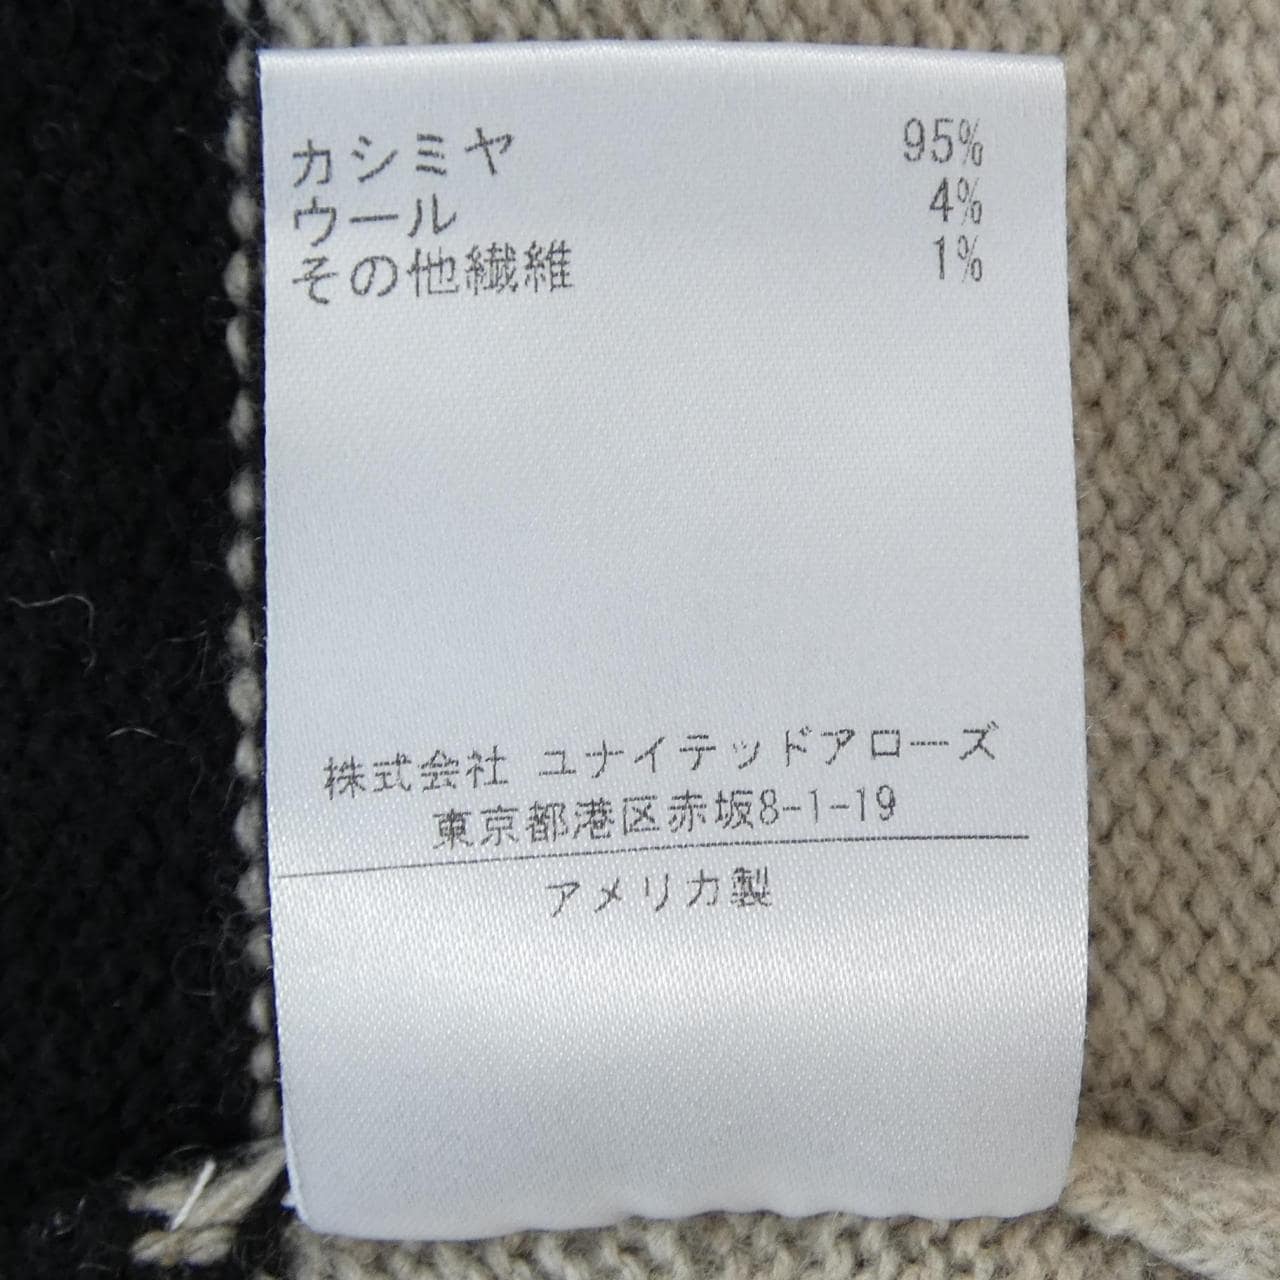 カシミヤ 95%
ウール 4%
その他繊維 1%
株式会社 ユナイテッドアローズ
東京都港区赤坂8-1-19
アメリカ製